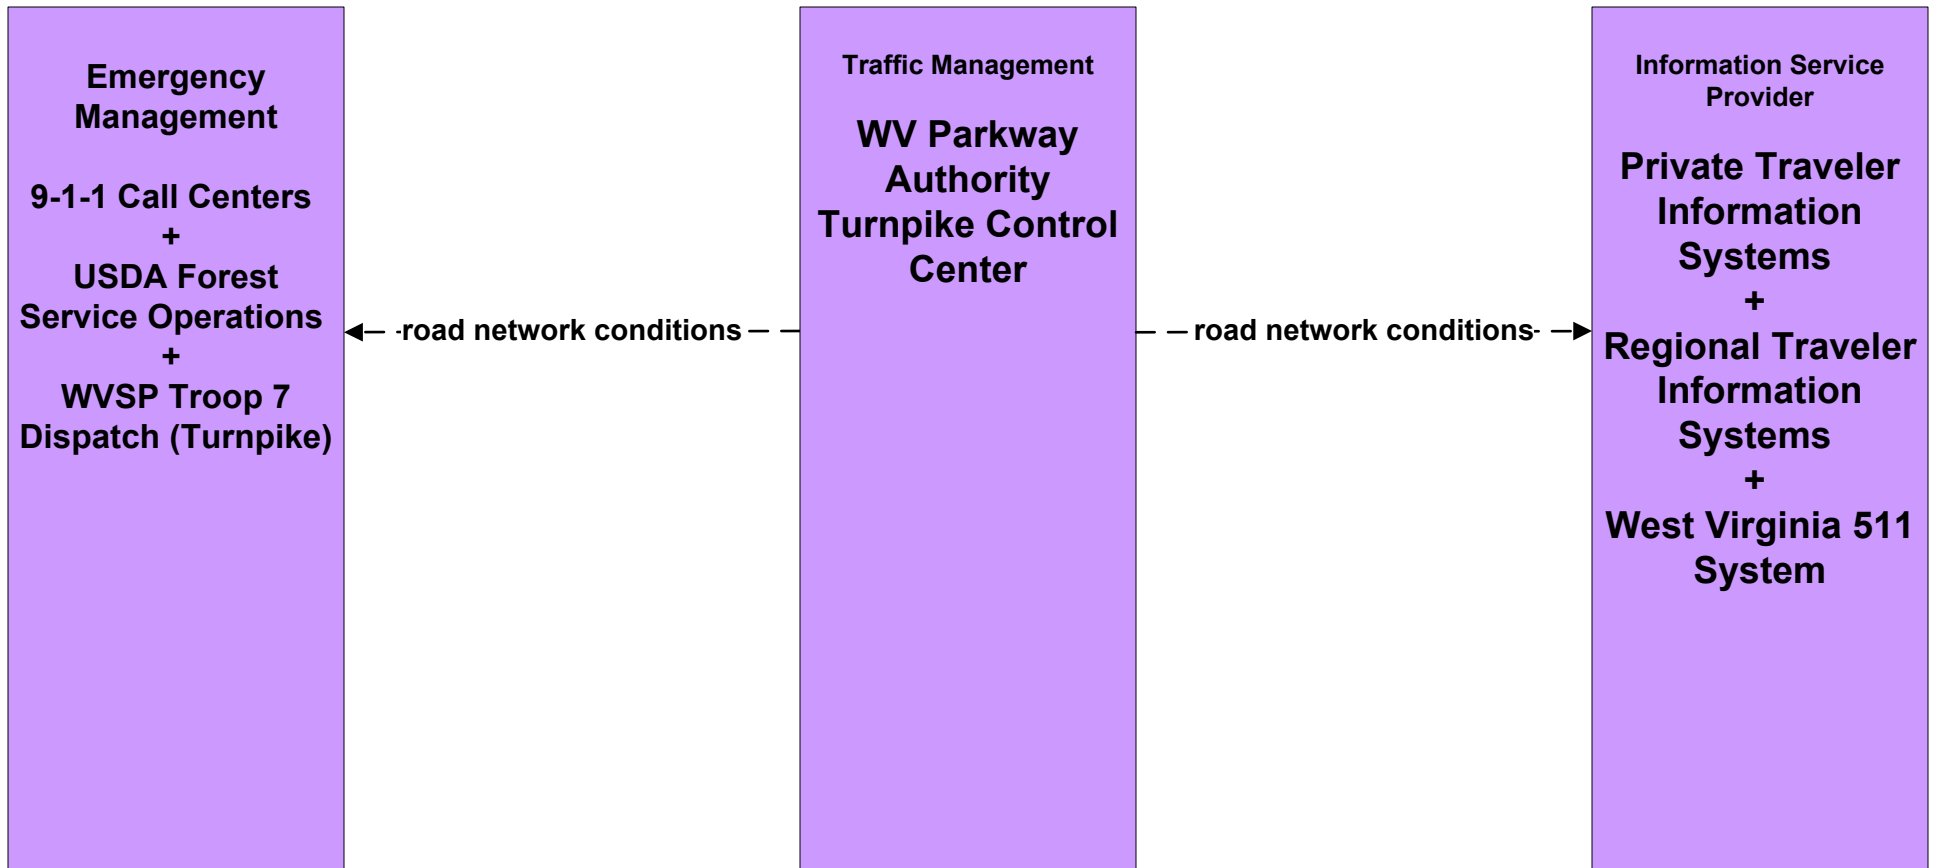 Emergency
Management
9-1-1 Call Centers
+
USDA Forest
Service Operations
+
WVSP Troop 7
Dispatch (Turnpike)
road network conditions
Traffic Management
WV Parkway
Authority
Turnpike Control
Center
road network conditions
Information Service
Provider
Private Traveler
Information
Systems
+
Regional Traveler
Information
Systems
+
West Virginia 511
System